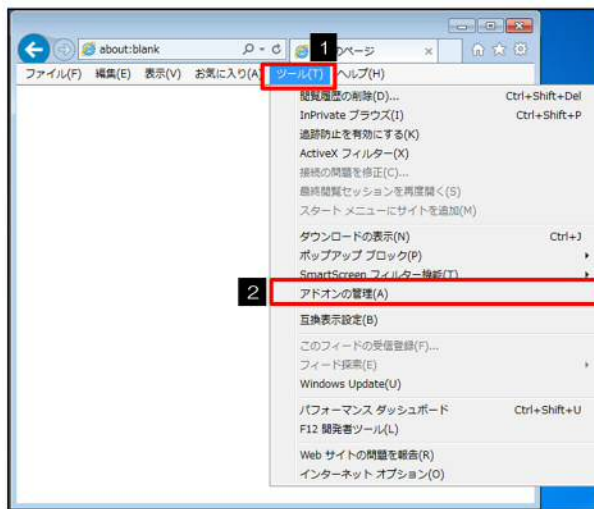 about:blank
のページ
1
ファイル(F) 編集(E) 表示(V) お気に入り(A) ツール(T) ヘルプ(H)
閲覧履歴の削除(D)... Ctrl+Shift+Del
InPrivate ブラウズ(I) Ctrl+Shift+P
追跡防止を有効にする(K)
ActiveX フィルター(X)
接続の問題を修正(C)...
最終閲覧セッションを再度開く(S)
スタート メニューにサイトを追加(M)
ダウンロードの表示(N) Ctrl+J
ポップアップ ブロック(P)
SmartScreen フィルター機能(T)
2
アドオンの管理(A)
互換表示設定(B)
このフィードの受信登録(F)...
フィード探索(E)
Windows Update(U)
パフォーマンス ダッシュボード Ctrl+Shift+U
F12 開発者ツール(L)
Web サイトの問題を報告(R)
インターネット オプション(O)